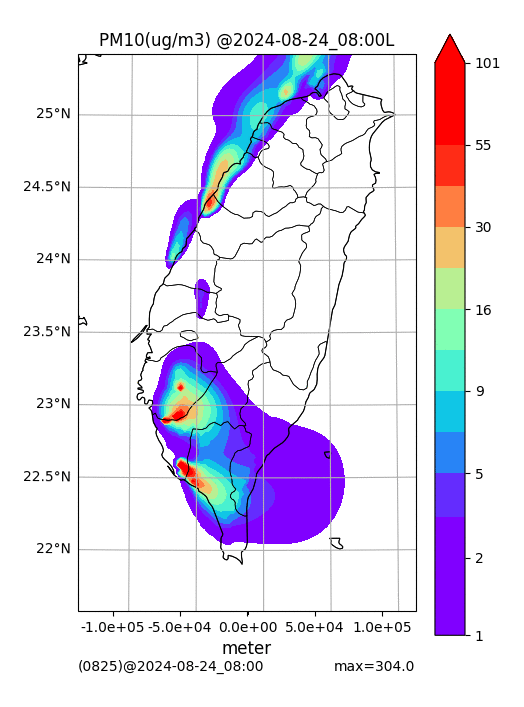 PM10(ug/m3) @2024-08-24_08:00L
101
55
30
16
9
5
2
1
25°N
24.5°N
24°N
23.5°N
23°N
22.5°N
22°N
-1.0e+05 -5.0e+04 0.0e+00 5.0e+04 1.0e+05
meter
(0825)@2024-08-24_08:00 max=304.0